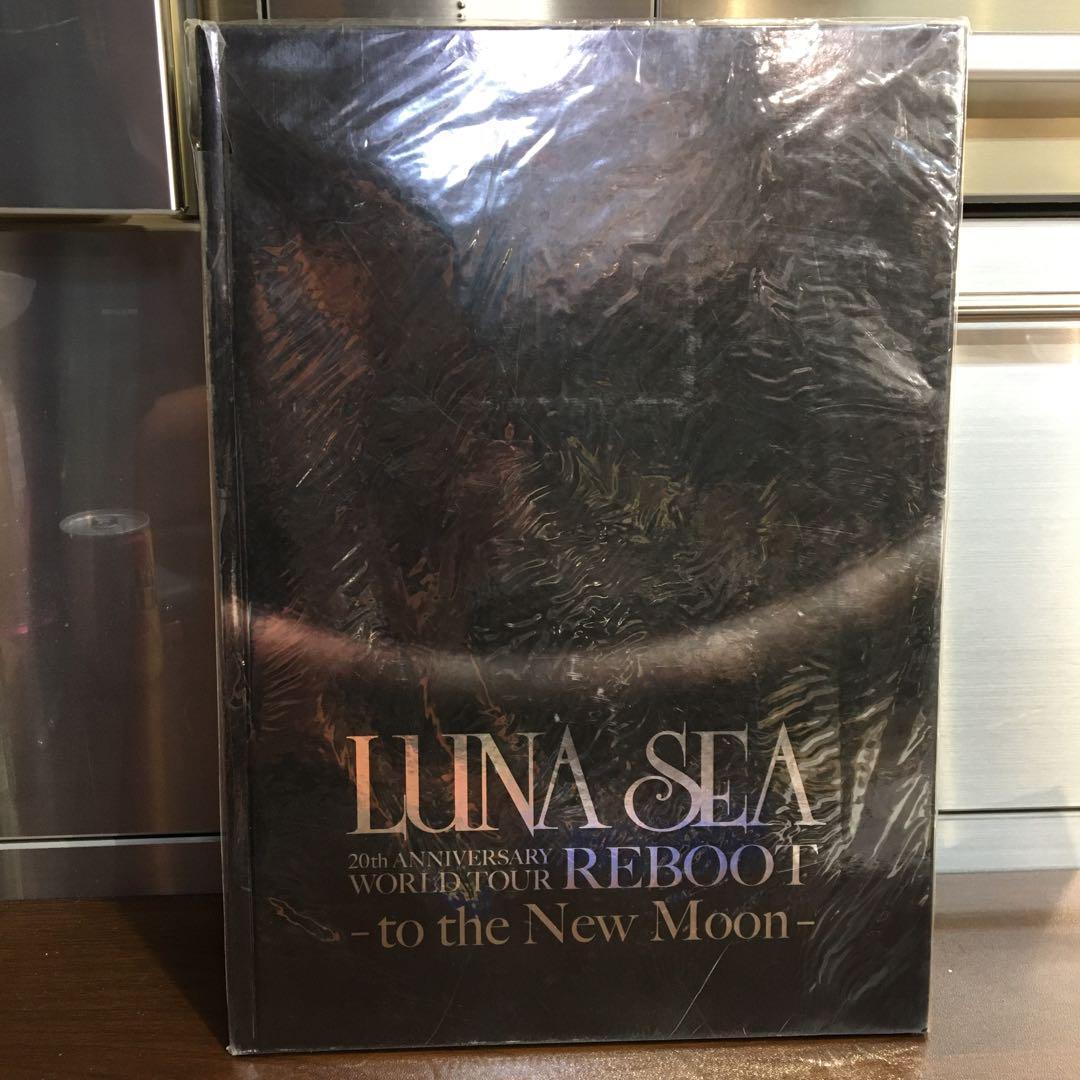 LUNA SEA
20th ANNIVERSARY
WORLD TOUR REBOOT
- to the New Moon -